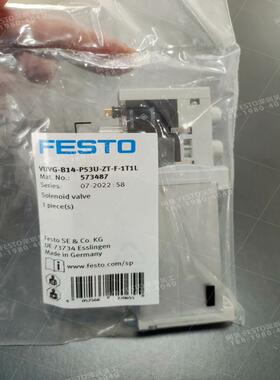 FESTO
VUVG-B14-P53U-ZT-F-1T1L
Mat. No.: 573487
Series: 07-2022:58
Solenoid valve
1 piece(s)
Festo SE & Co. KG
DE-73734 Esslingen
Made in Germany
www.festo.com/sp